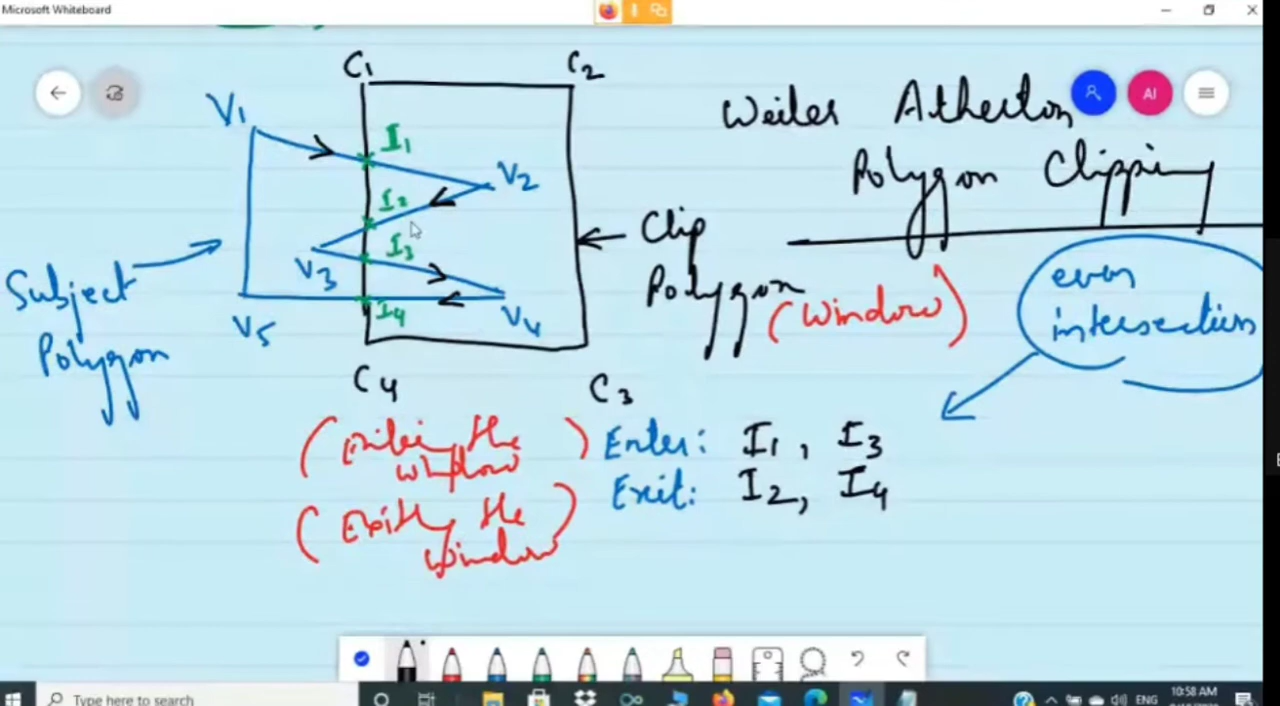 Microsoft Whiteboard
C1
C2
V1
I1
V2
I2
I3
V3
I4
V4
V5
C4
C3
Subject
Polygon
Clip
Polygon
(Window)
Weiler Atherton
Polygon Clipping
AI
even
intersection
(Entering the
window)
Enter: I1, I3
(Exiting the
window)
Exit: I2, I4
Type here to search
ENG
10:58 AM